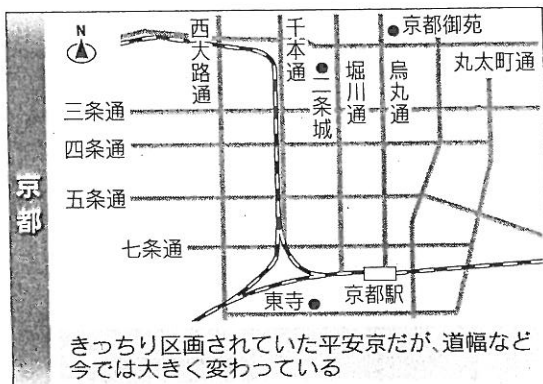 京都
N
西大路通
千本通
二条城
堀川通
烏丸通
京都御苑
丸太町通
三条通
四条通
五条通
七条通
東寺
京都駅
きっちり区画されていた平安京だが、道幅など
今では大きく変わっている